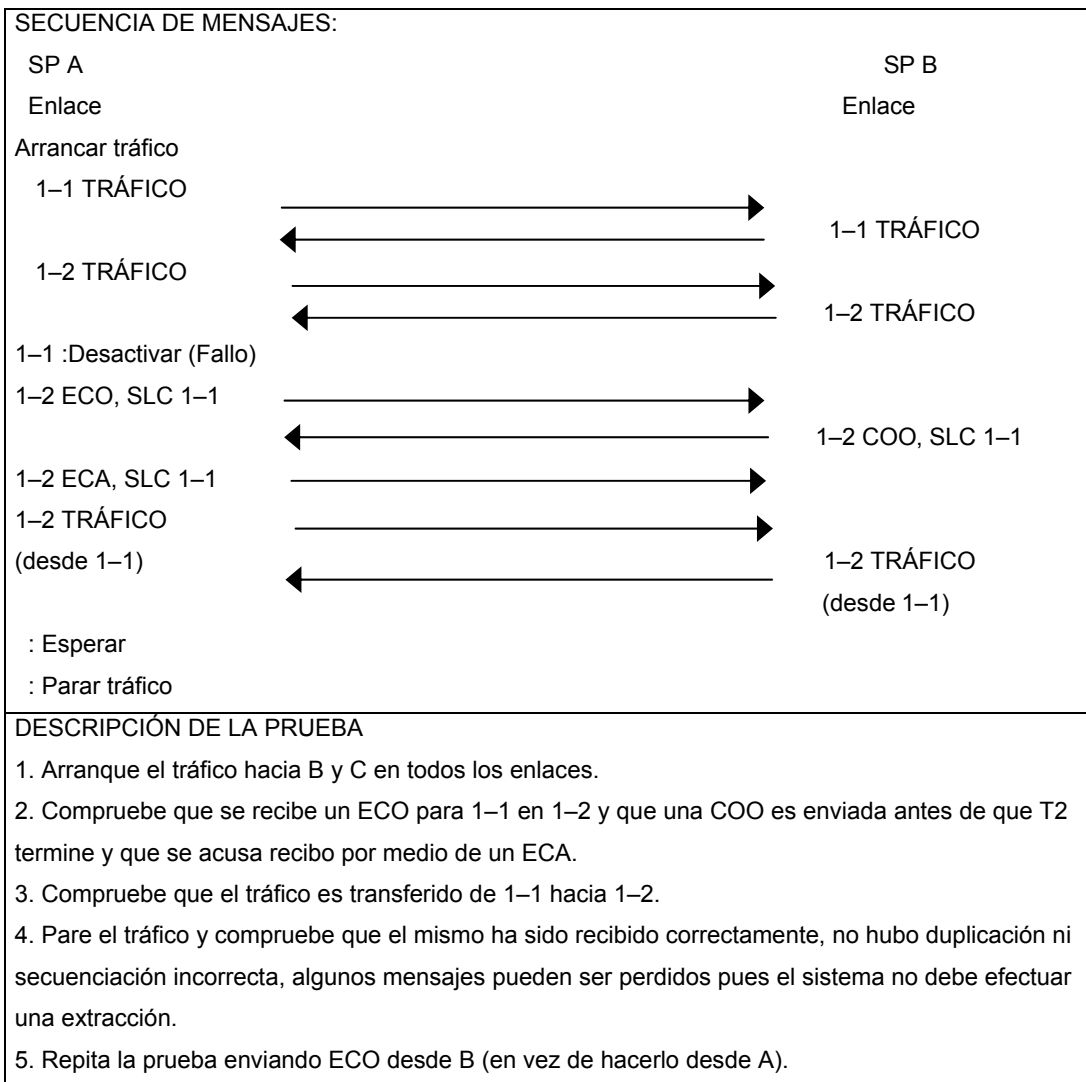 SECUENCIA DE MENSAJES:
SP A
SP B
Enlace
Enlace
Arrancar tráfico
1–1 TRÁFICO
1–1 TRÁFICO
1–2 TRÁFICO
1–2 TRÁFICO
1–1 :Desactivar (Fallo)
1–2 ECO, SLC 1–1
1–2 COO, SLC 1–1
1–2 ECA, SLC 1–1
1–2 TRÁFICO
(desde 1–1)
1–2 TRÁFICO
(desde 1–1)
: Esperar
: Parar tráfico
DESCRIPCIÓN DE LA PRUEBA
1. Arranque el tráfico hacia B y C en todos los enlaces.
2. Compruebe que se recibe un ECO para 1–1 en 1–2 y que una COO es enviada antes de que T2
termine y que se acusa recibo por medio de un ECA.
3. Compruebe que el tráfico es transferido de 1–1 hacia 1–2.
4. Pare el tráfico y compruebe que el mismo ha sido recibido correctamente, no hubo duplicación ni
secuenciación incorrecta, algunos mensajes pueden ser perdidos pues el sistema no debe efectuar
una extracción.
5. Repita la prueba enviando ECO desde B (en vez de hacerlo desde A).